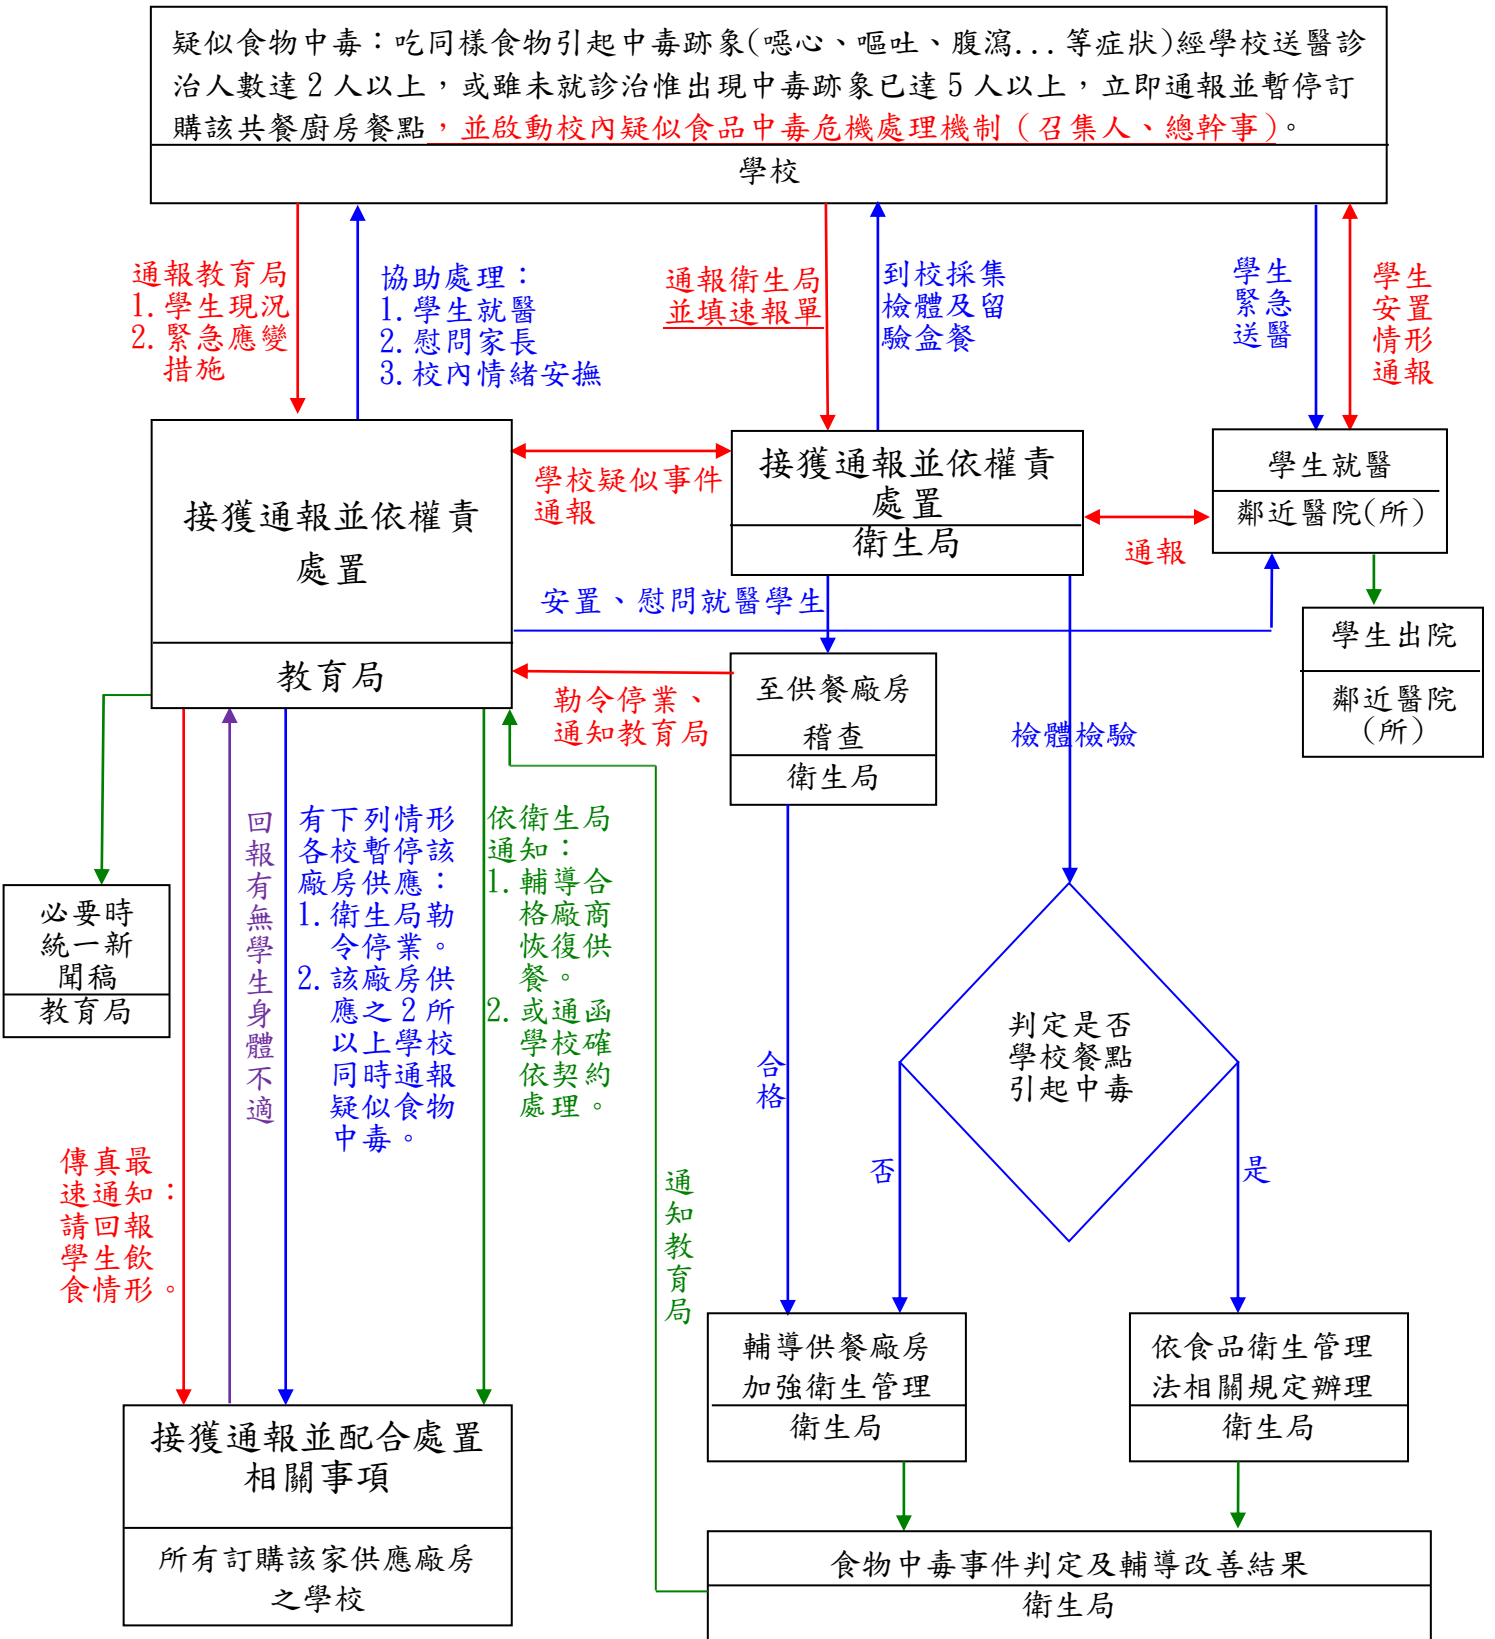 疑似食物中毒：吃同樣食物引起中毒跡象(噁心、嘔吐、腹瀉...等症狀)經學校送醫診
治人數達2人以上，或雖未就診治惟出現中毒跡象已達5人以上，立即通報並暫停訂
購該共餐廚房餐點，並啟動校內疑似食品中毒危機處理機制（召集人、總幹事）。
學校
通報教育局
1.學生現況
2.緊急應變
措施
協助處理：
1.學生就醫
2.慰問家長
3.校內情緒安撫
通報衛生局
並填速報單
到校採集
檢體及留
驗盒餐
學生
緊急
送醫
學生
安置
情形
通報
接獲通報並依權責
處置
教育局
學校疑似事件
通報
接獲通報並依權責
處置
衛生局
通報
學生就醫
鄰近醫院(所)
安置、慰問就醫學生
學生出院
鄰近醫院
(所)
勒令停業、
通知教育局
至供餐廠房
稽查
衛生局
檢體檢驗
必要時
統一新
聞稿
教育局
回報有無學生身體不適
有下列情形
各校暫停該
廠房供應：
1.衛生局勒
令停業。
2.該廠房供
應之2所
以上學校
同時通報
疑似食物
中毒。
依衛生局
通知：
1.輔導合
格廠商
恢復供
餐。
2.或通函
學校確
依契約
處理。
傳真最
速通知：
請回報
學生飲
食情形。
通知教育局
合格
判定是否
學校餐點
引起中毒
否
是
輔導供餐廠房
加強衛生管理
衛生局
依食品衛生管理
法相關規定辦理
衛生局
接獲通報並配合處置
相關事項
所有訂購該家供應廠房
之學校
食物中毒事件判定及輔導改善結果
衛生局